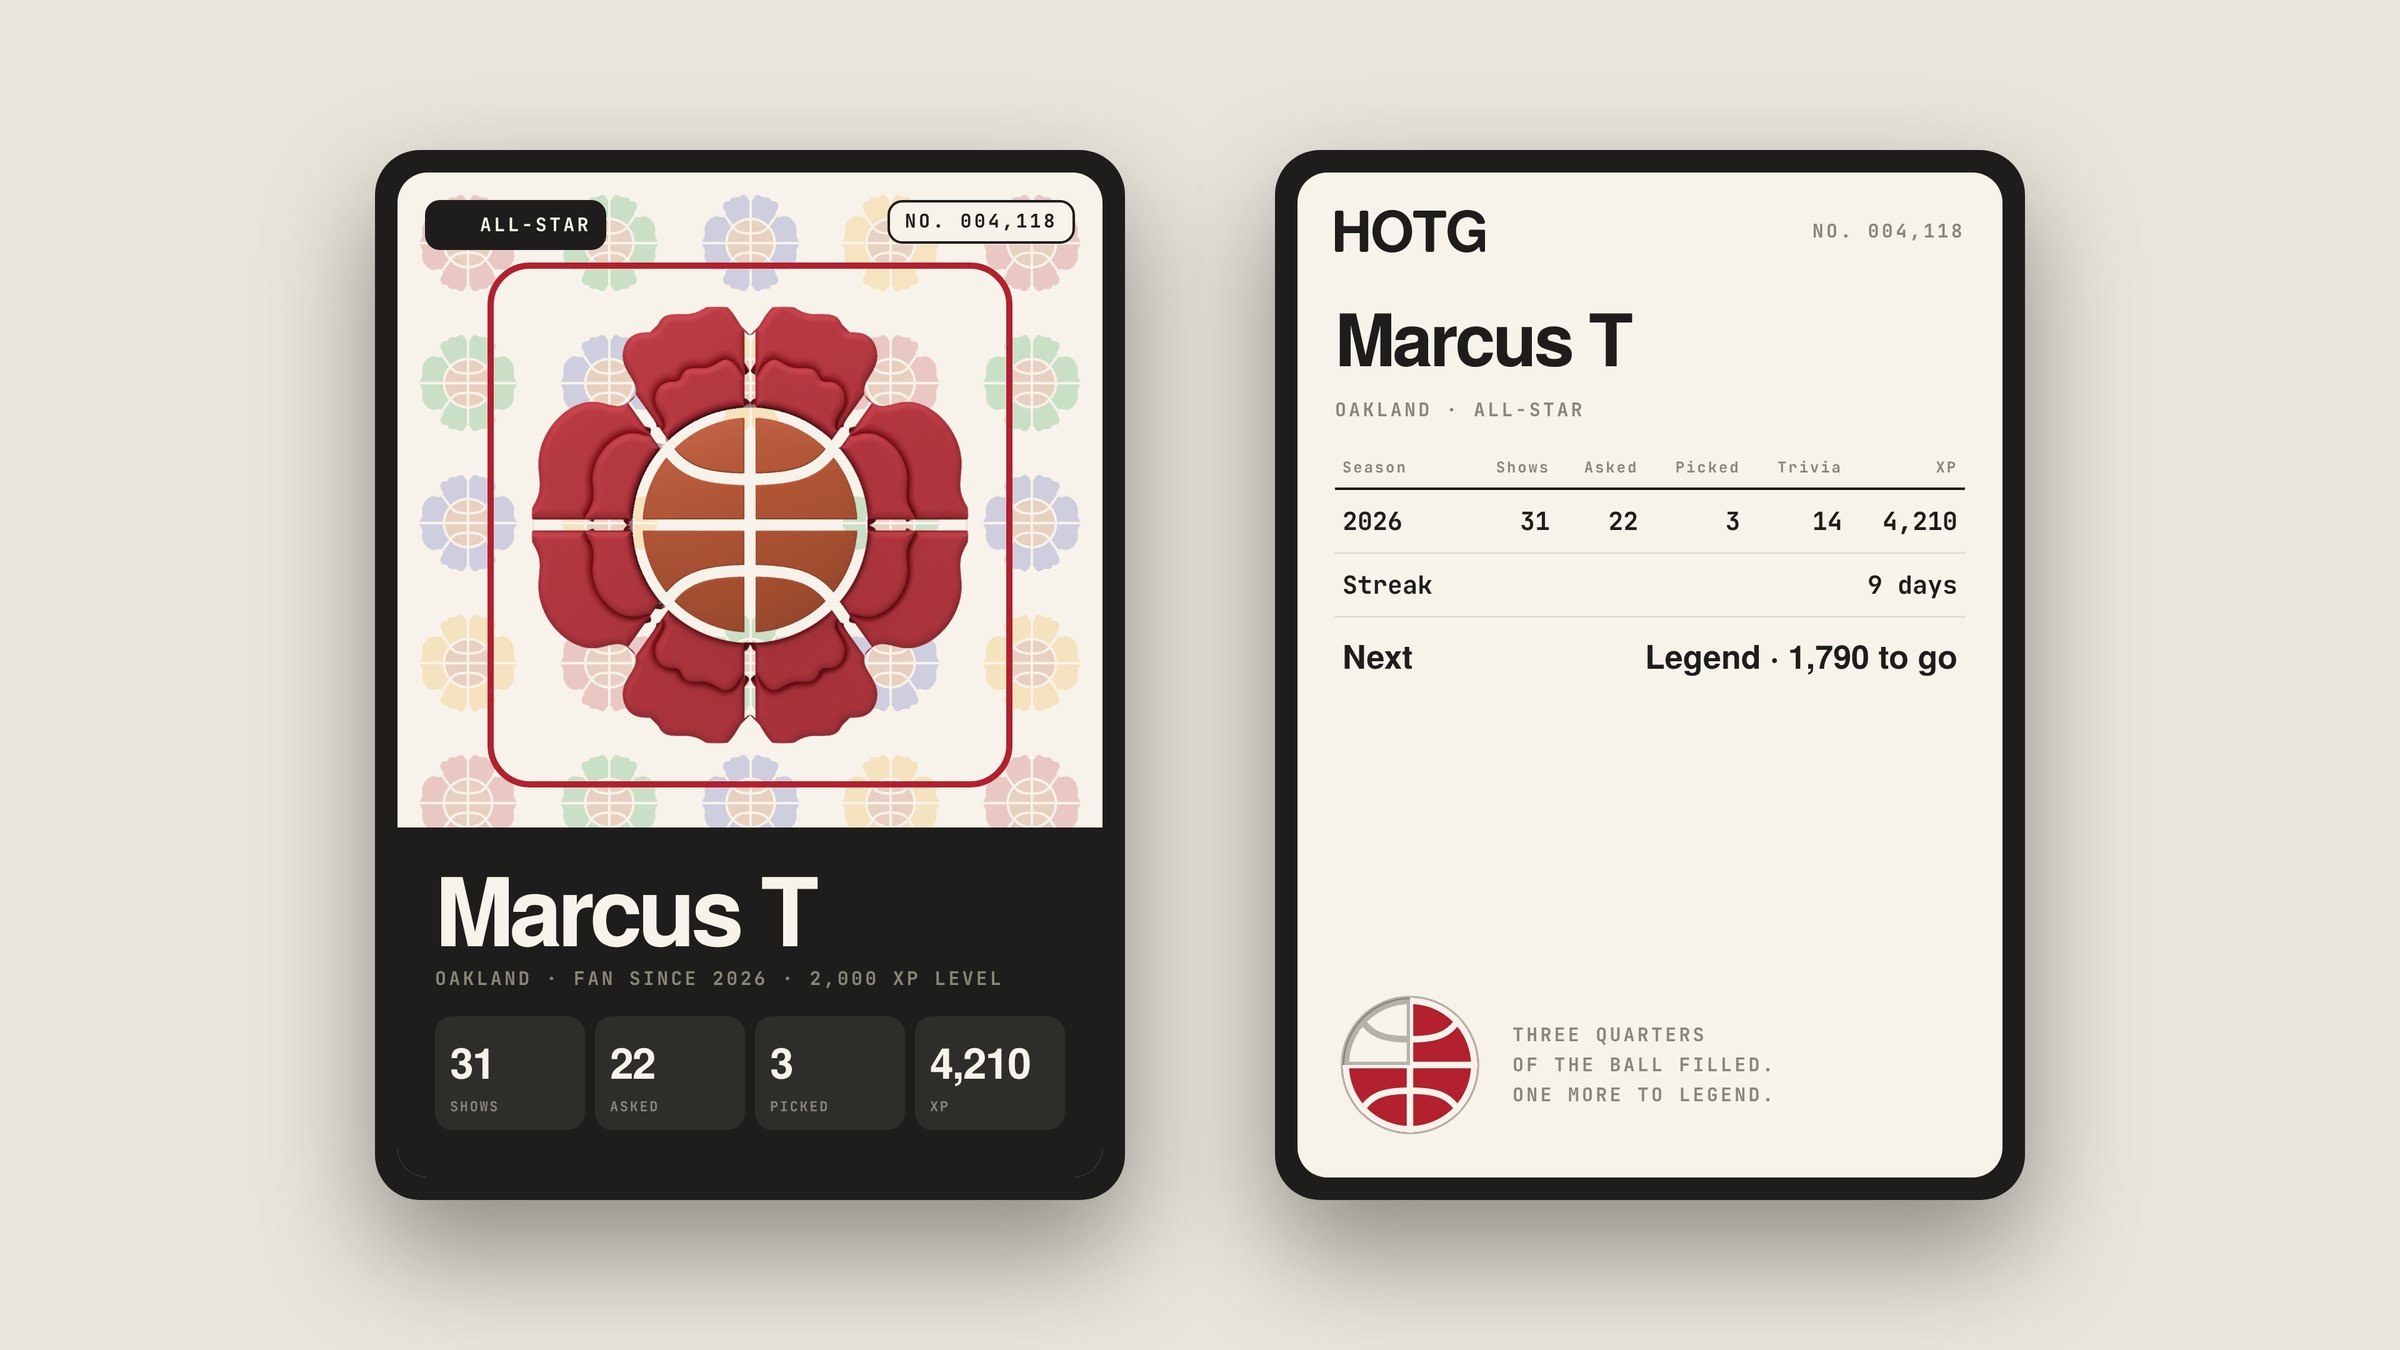 ALL-STAR
NO. 004,118
Marcus T
OAKLAND · FAN SINCE 2026 · 2,000 XP LEVEL
31 22 3 4,210
SHOWS ASKED PICKED XP
HOTG
NO. 004,118
Marcus T
OAKLAND · ALL-STAR
Season Shows Asked Picked Trivia XP
2026 31 22 3 14 4,210
Streak 9 days
Next Legend · 1,790 to go
THREE QUARTERS
OF THE BALL FILLED.
ONE MORE TO LEGEND.